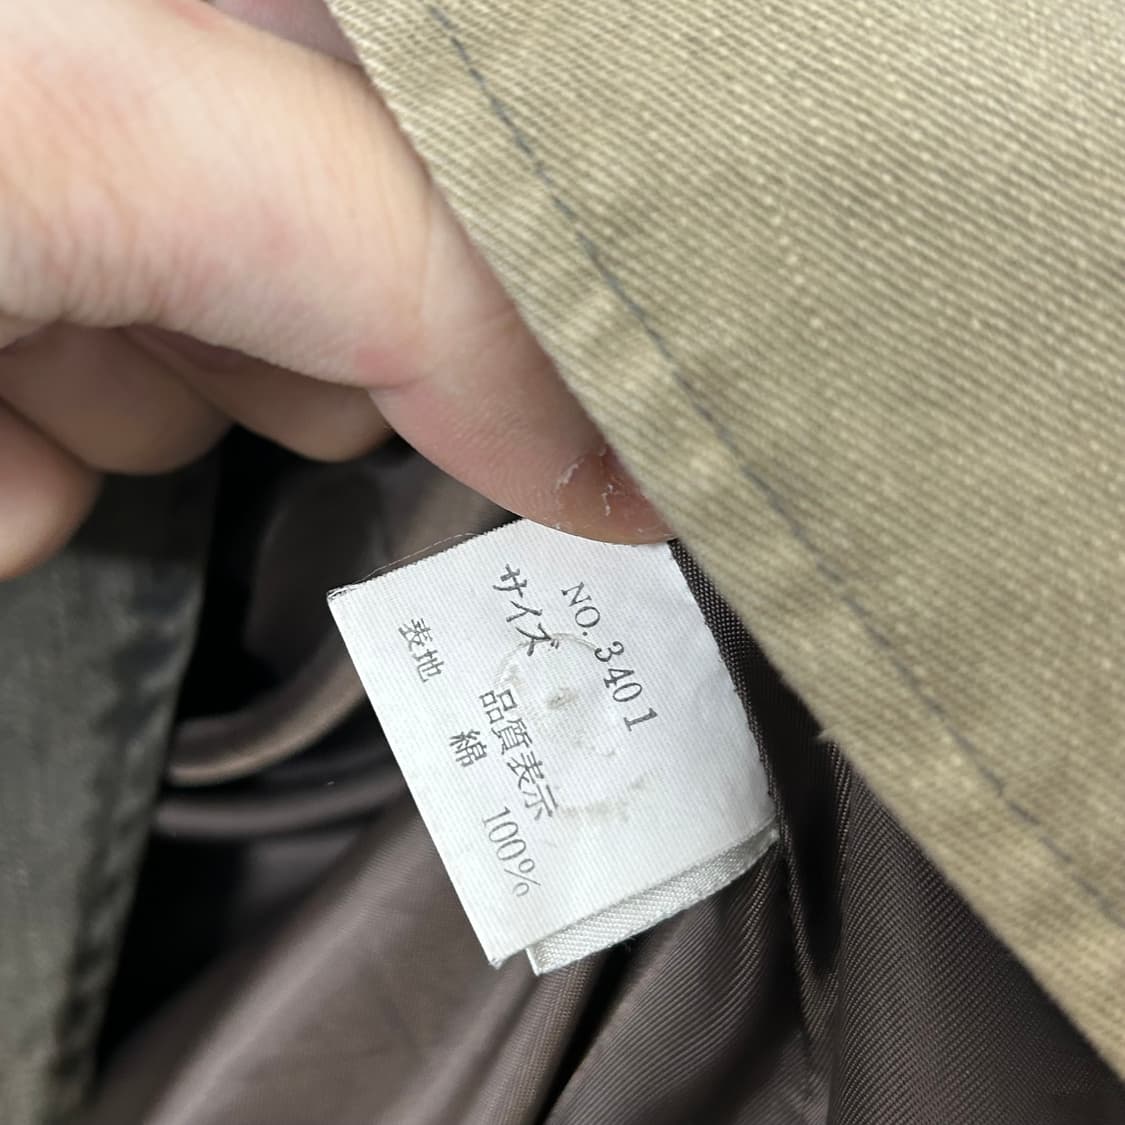 NO. 3401
サイズ
品質表示
表地
綿 100%